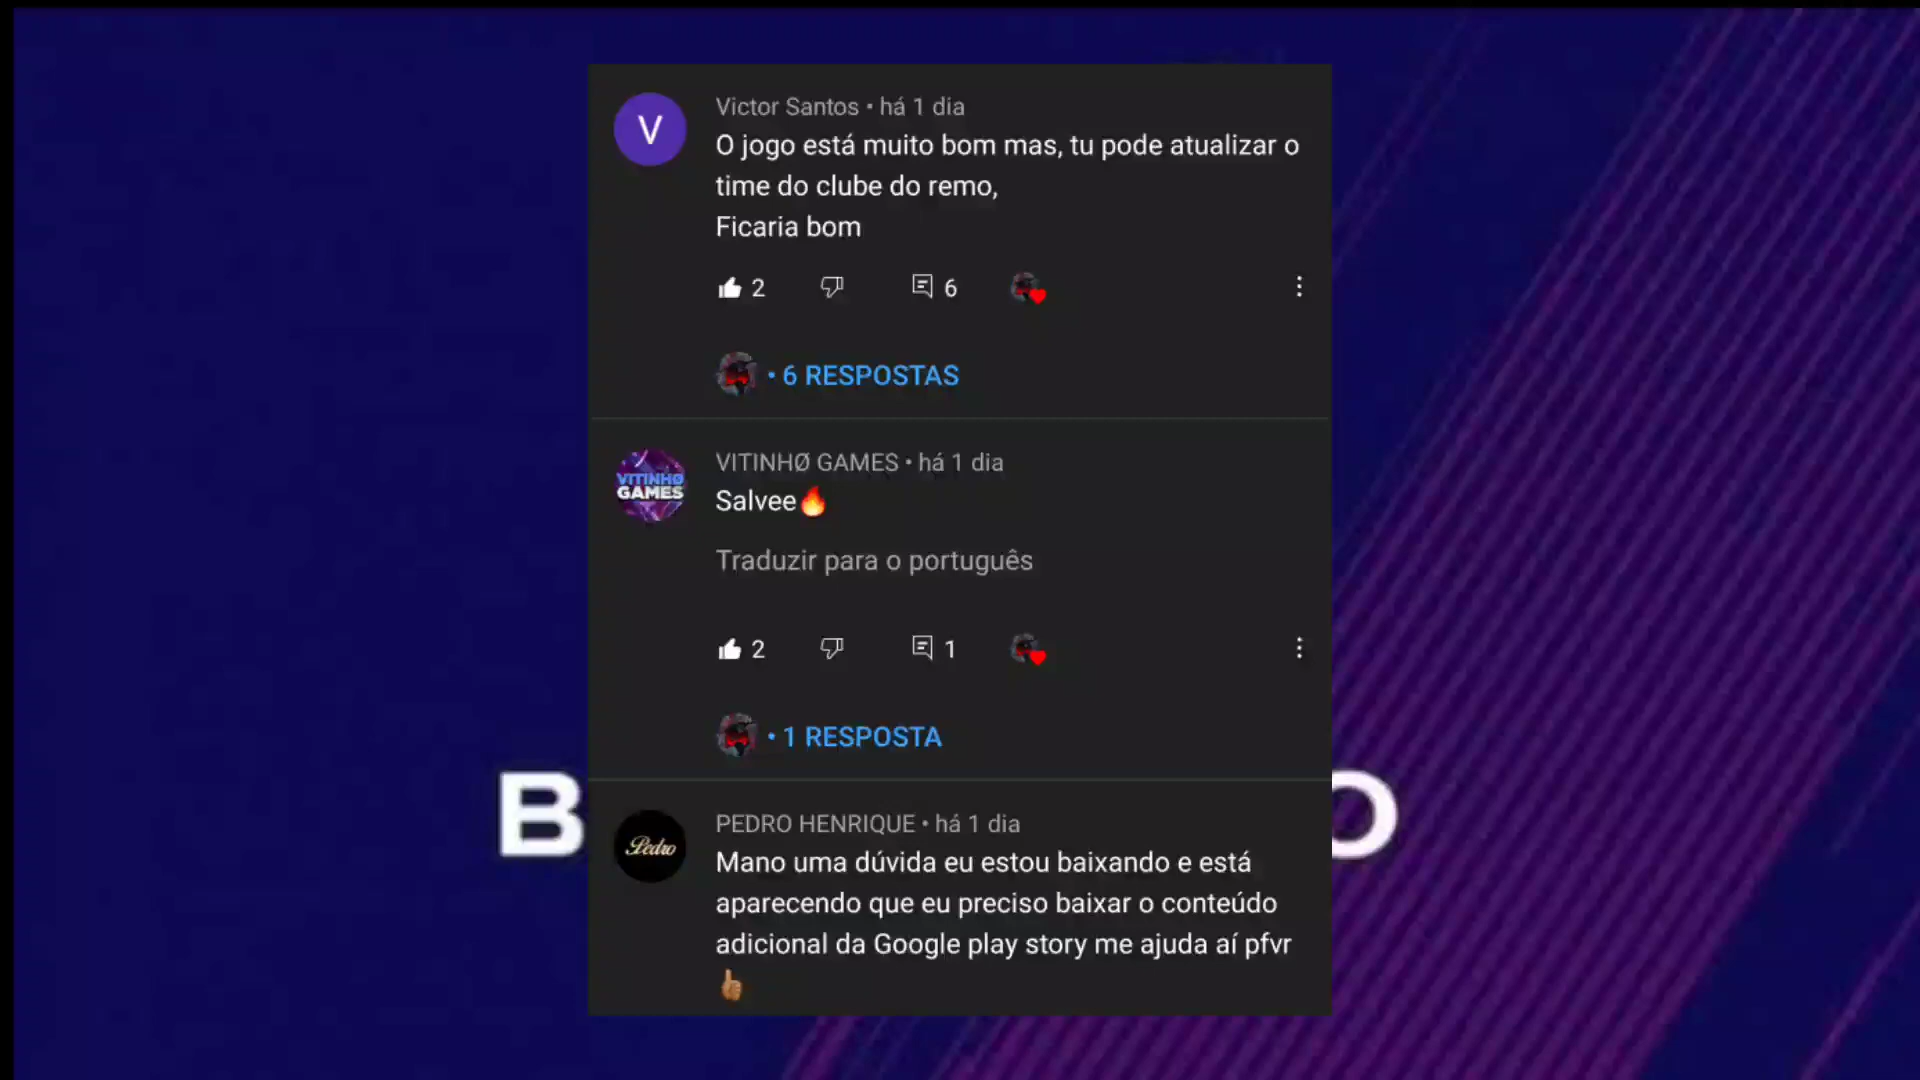 V
Victor Santos • há 1 dia
O jogo está muito bom mas, tu pode atualizar o
time do clube do remo,
Ficaria bom
2
6
• 6 RESPOSTAS
VITINHØ
GAMES
VITINHØ GAMES • há 1 dia
Salvee🔥
Traduzir para o português
2
1
• 1 RESPOSTA
B
O
Pedro
PEDRO HENRIQUE • há 1 dia
Mano uma dúvida eu estou baixando e está
aparecendo que eu preciso baixar o conteúdo
adicional da Google play story me ajuda aí pfvr
👍🏽